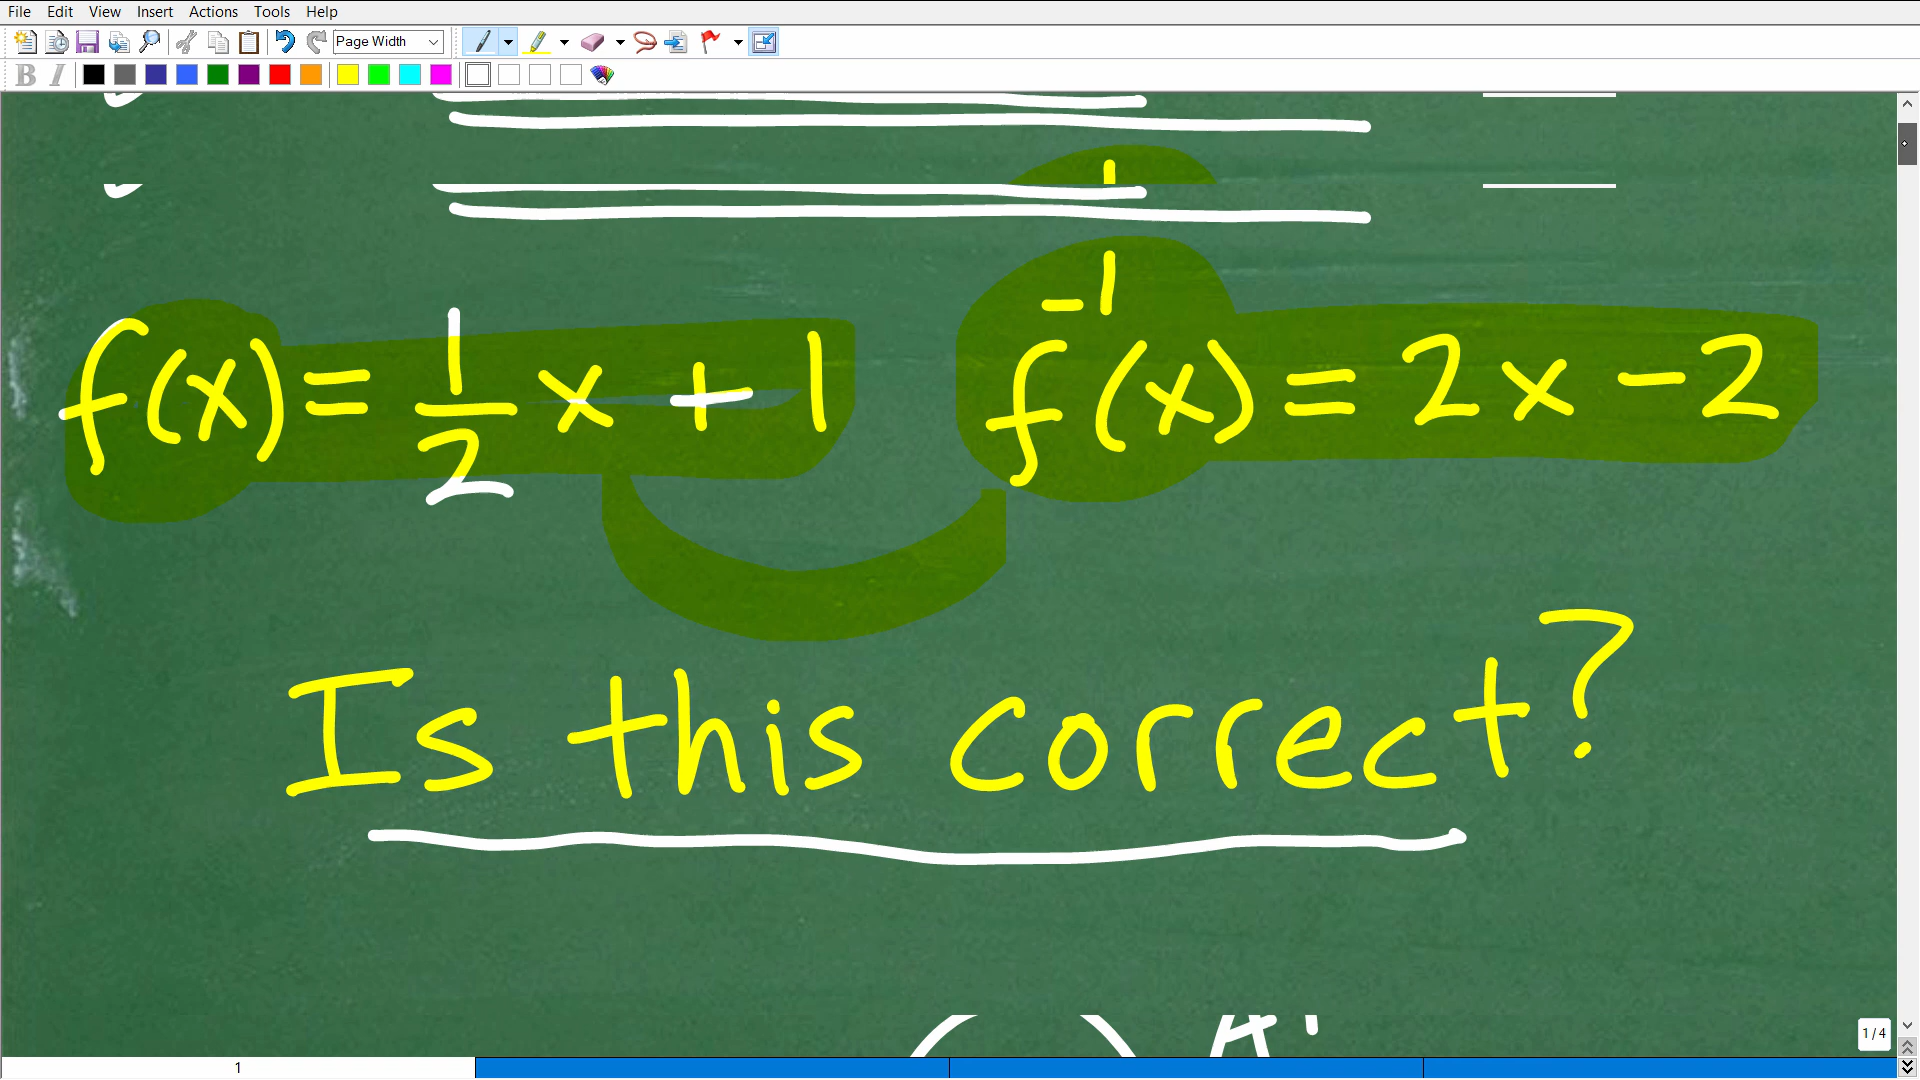 File Edit View Insert Actions Tools Help
Page Width
B I
f(x) = 1/2 x + 1 f⁻¹(x) = 2x - 2
Is this correct?
1 / 4
1